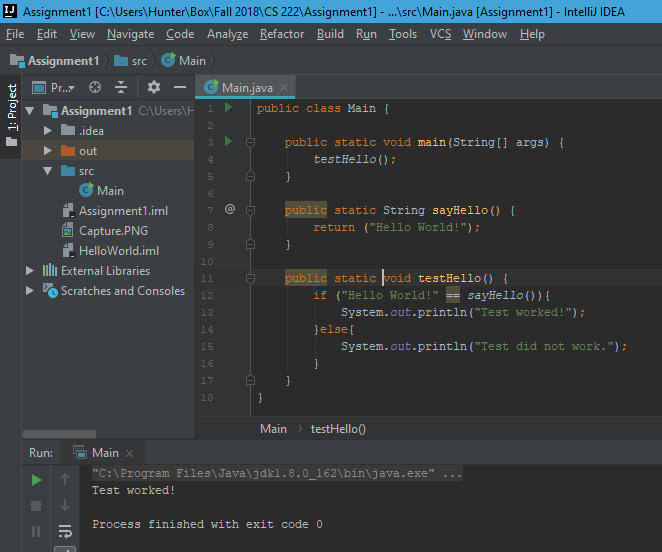 Assignment1 [C:\Users\Hunter\Box\Fall 2018\CS 222\Assignment1] - ...\src\Main.java [Assignment1] - IntelliJ IDEA
File Edit View Navigate Code Analyze Refactor Build Run Tools VCS Window Help
Assignment1 src Main
1: Project
Pr..
Assignment1 C:\Users\H
.idea
out
src
Main
Assignment1.iml
Capture.PNG
HelloWorld.iml
External Libraries
Scratches and Consoles
Main.java
1 public class Main {
2
3 public static void main(String[] args) {
4 testHello();
5 }
6
7 @ public static String sayHello() {
8 return ("Hello World!");
9 }
10
11 public static void testHello() {
12 if ("Hello World!" == sayHello()){
13 System.out.println("Test worked!");
14 }else{
15 System.out.println("Test did not work.");
16 }
17 }
18 }
Main testHello()
Run: Main
"C:\Program Files\Java\jdk1.8.0_162\bin\java.exe" ...
Test worked!
Process finished with exit code 0